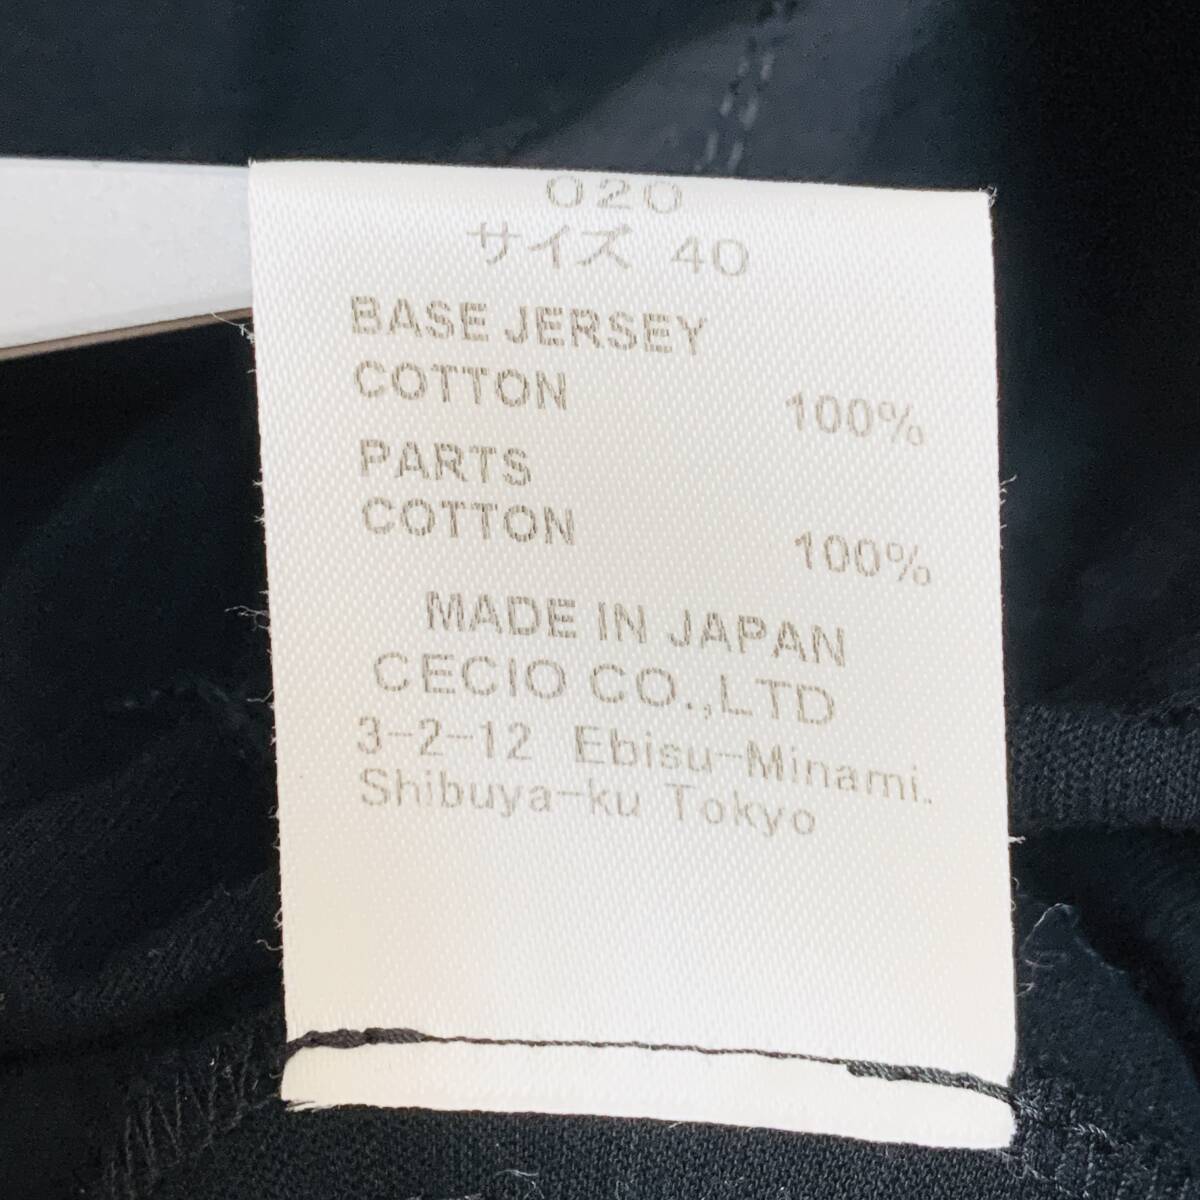 020
サイズ 40
BASE JERSEY
COTTON 100%
PARTS
COTTON 100%
MADE IN JAPAN
CECIO CO.,LTD
3-2-12 Ebisu-Minami.
Shibuya-ku Tokyo